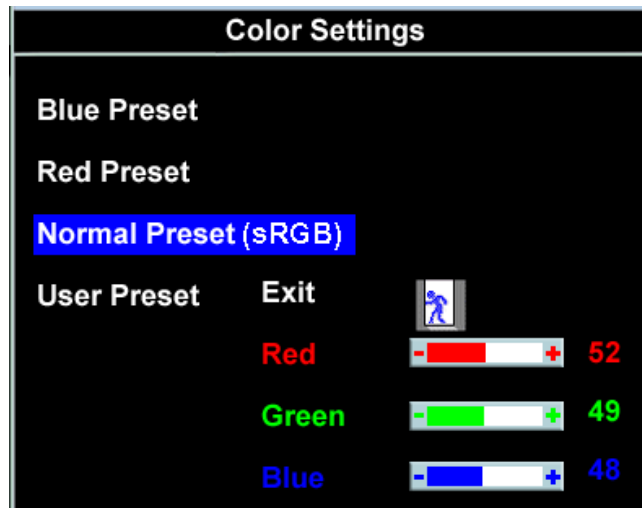 Color Settings
Blue Preset
Red Preset
Normal Preset (sRGB)
User Preset Exit
Red - + 52
Green - + 49
Blue - + 48